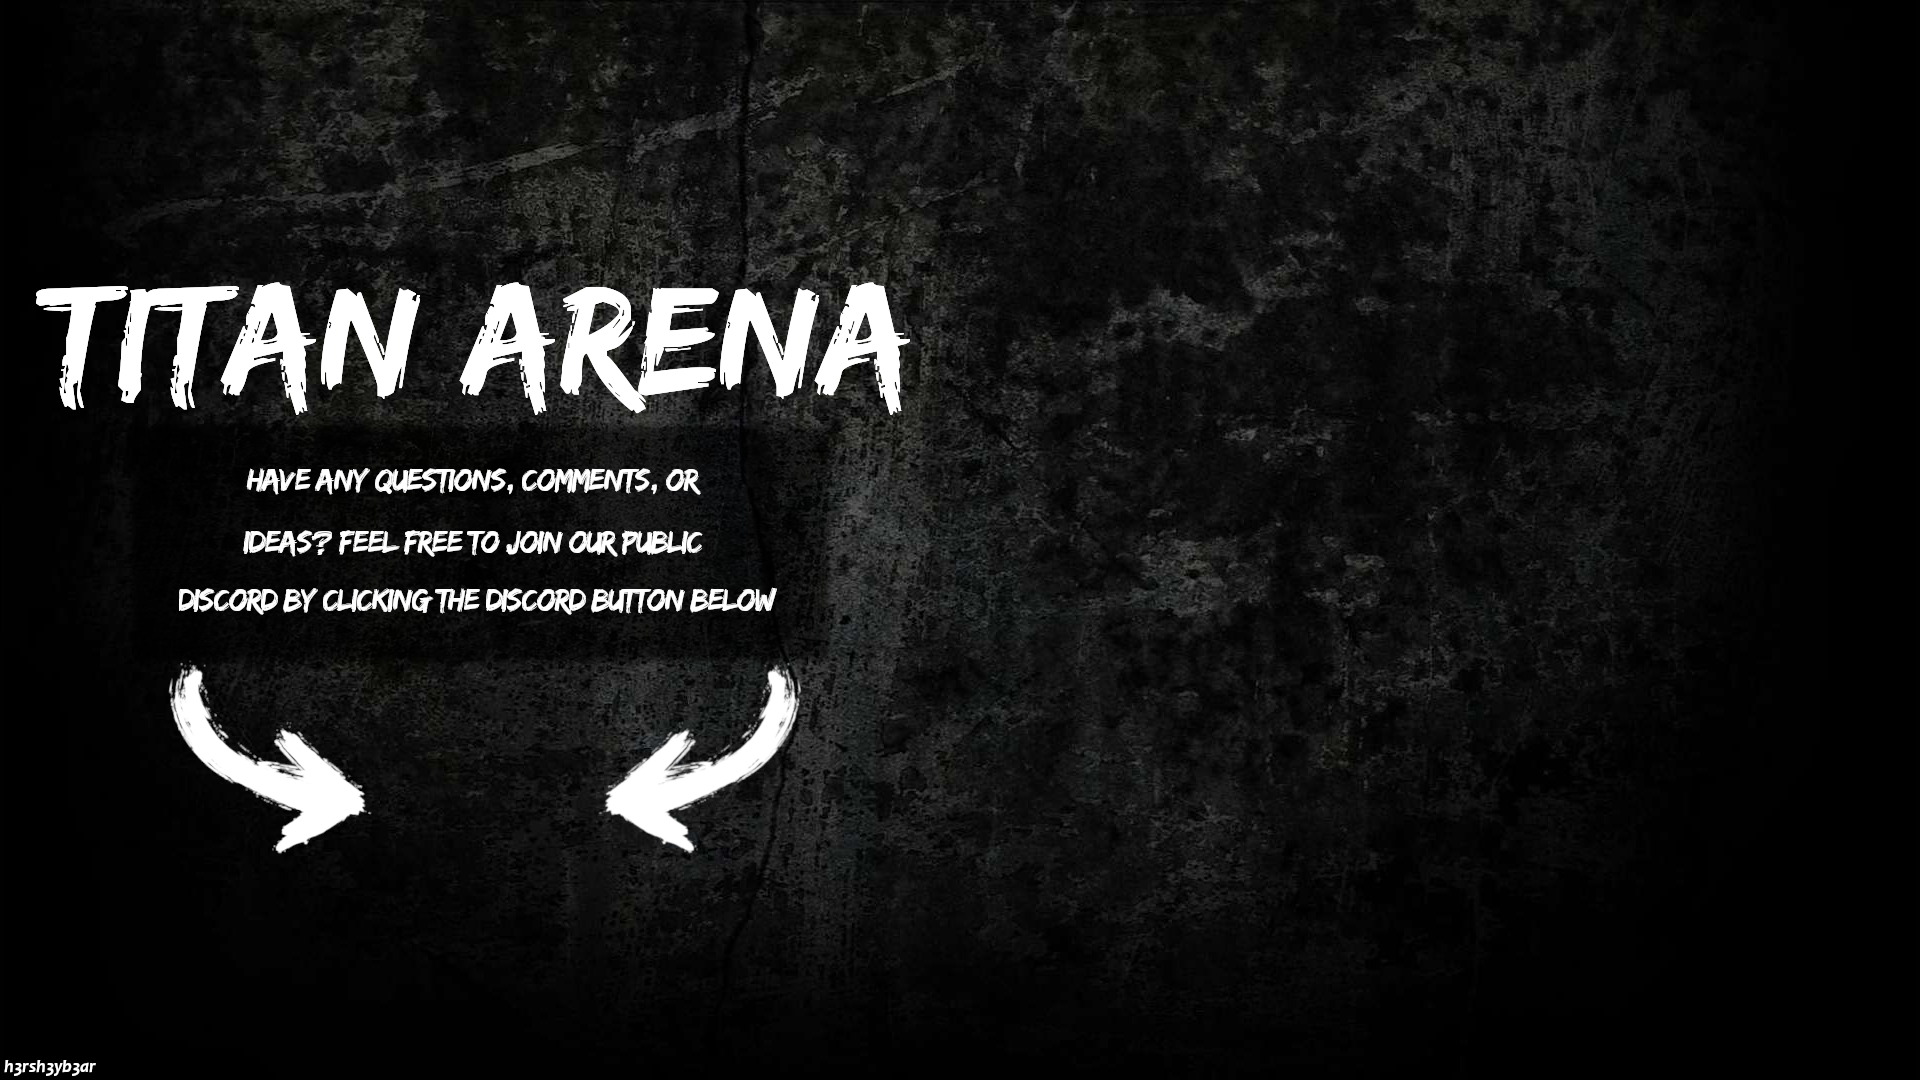 TITAN ARENA
HAVE ANY QUESTIONS, COMMENTS, OR
IDEAS? FEEL FREE TO JOIN OUR PUBLIC
DISCORD BY CLICKING THE DISCORD BUTTON BELOW
h3rsh3yb3ar